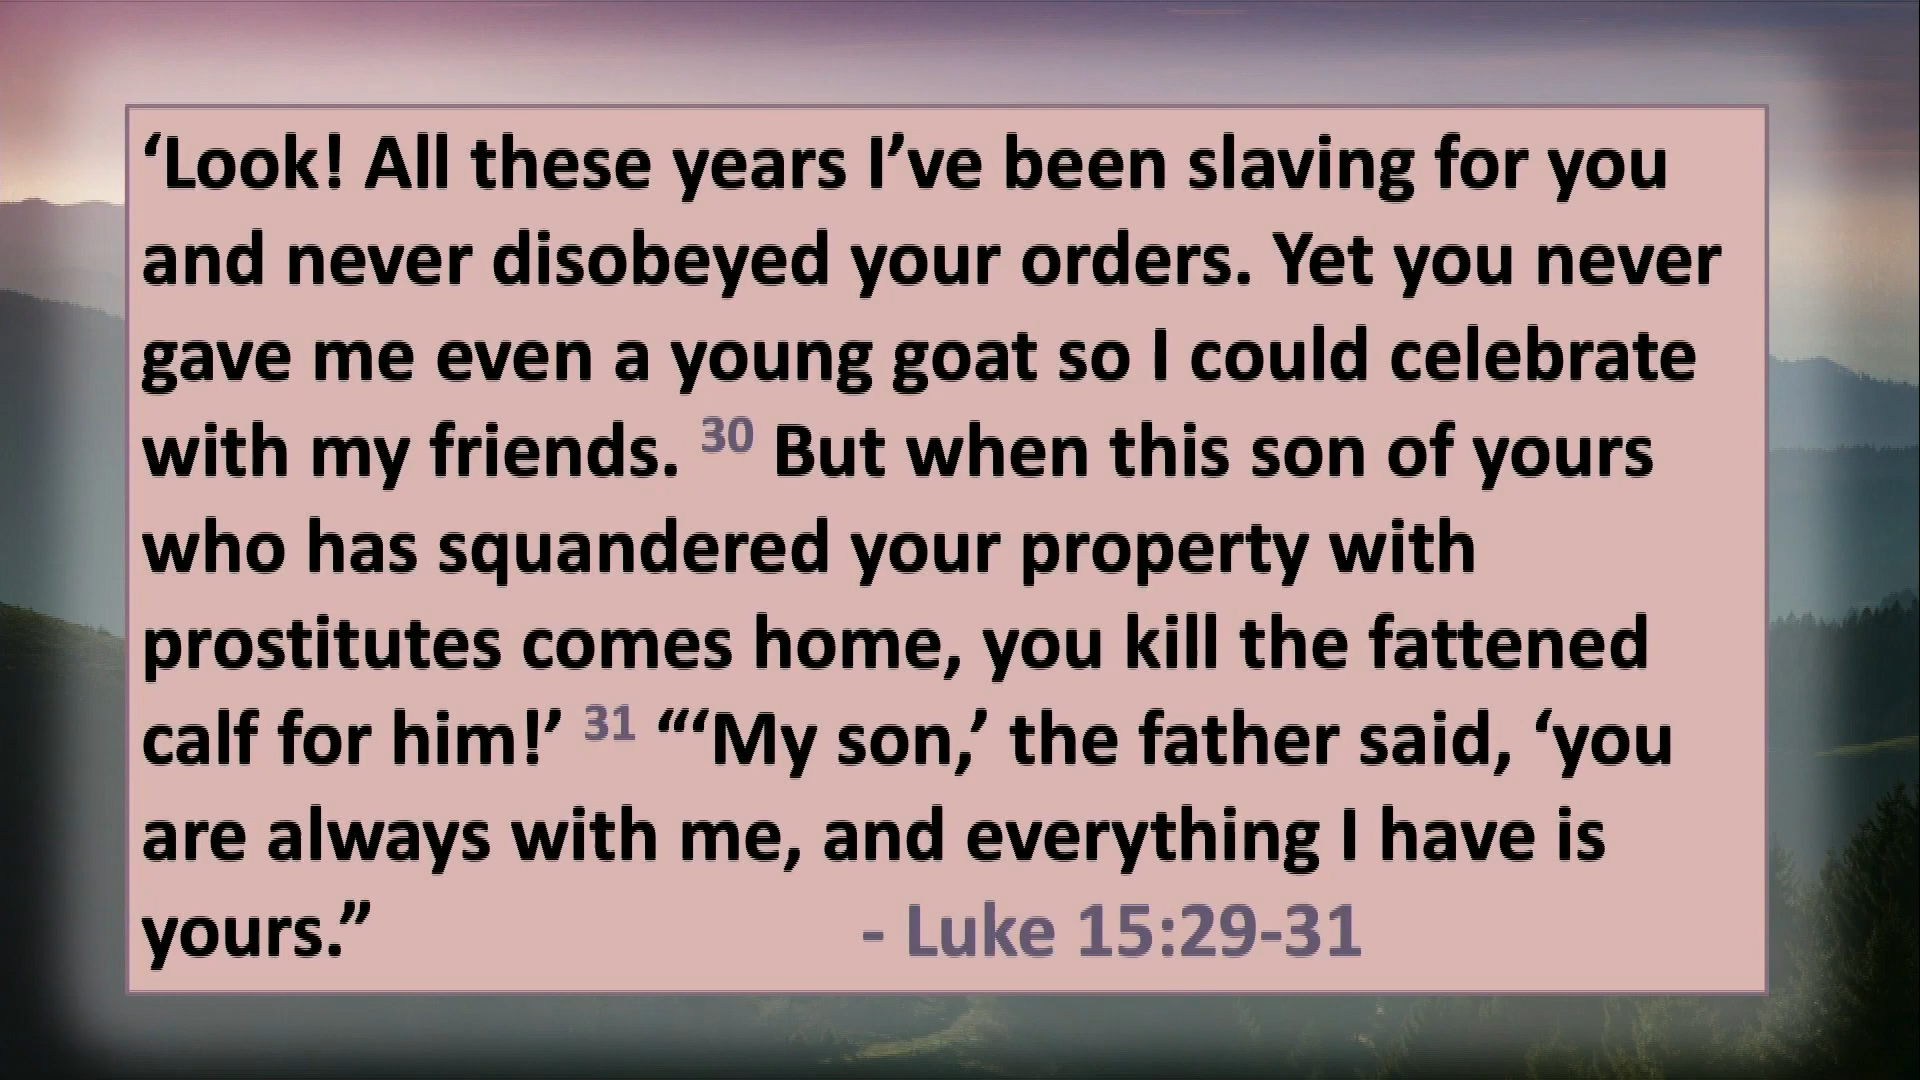 ‘Look! All these years I’ve been slaving for you
and never disobeyed your orders. Yet you never
gave me even a young goat so I could celebrate
with my friends. 30 But when this son of yours
who has squandered your property with
prostitutes comes home, you kill the fattened
calf for him!’ 31 “‘My son,’ the father said, ‘you
are always with me, and everything I have is
yours.” - Luke 15:29-31